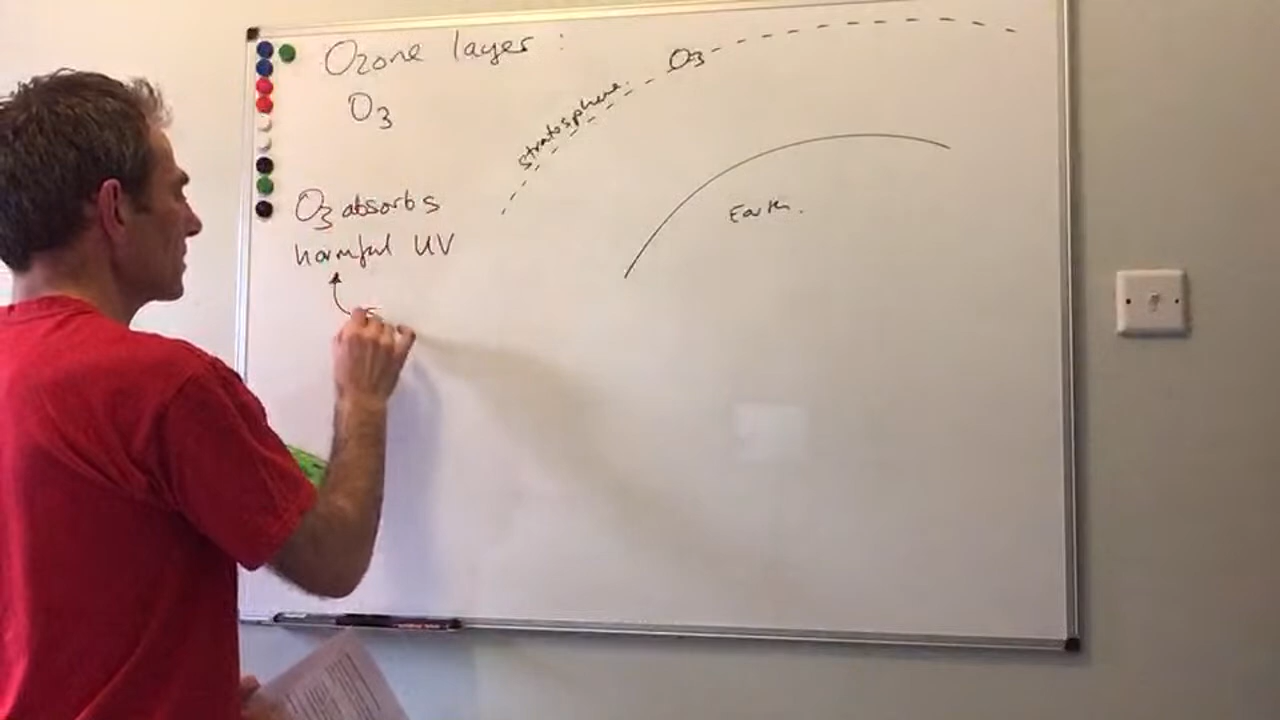 Ozone layer :
O3
stratosphere.
O3
O3 absorbs
harmful UV
Earth.